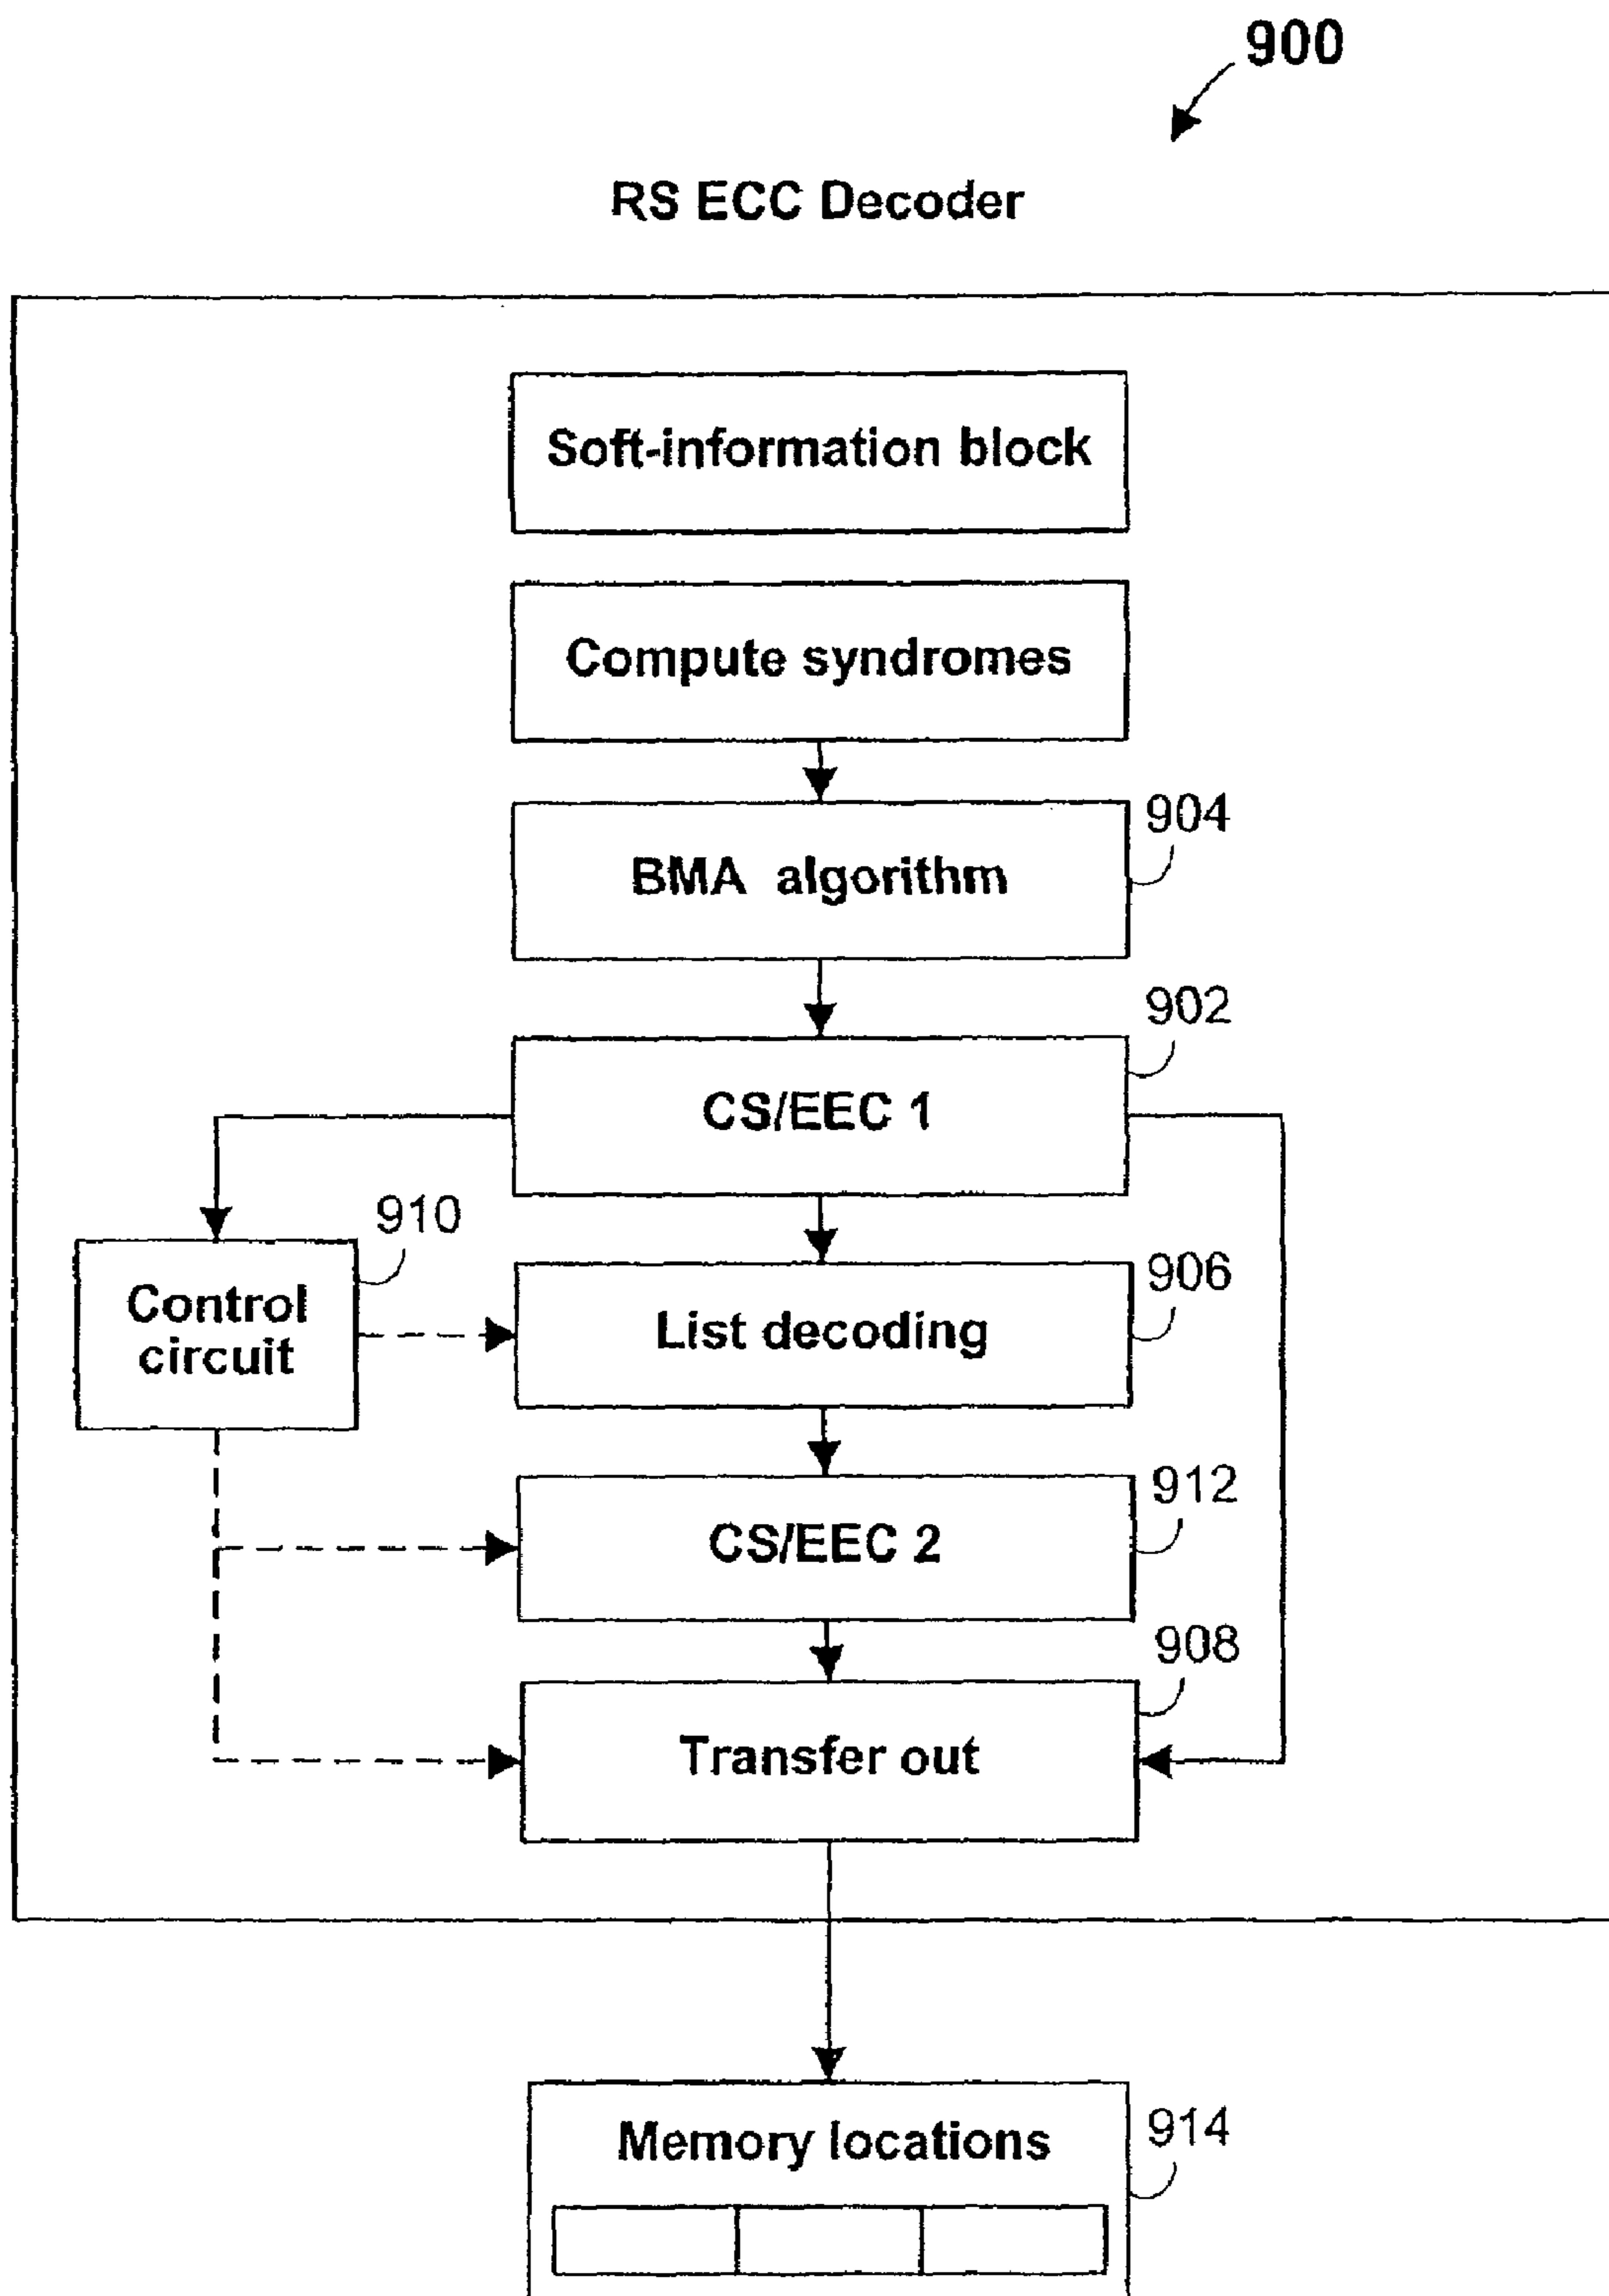 900
RS ECC Decoder
Soft-information block
Compute syndromes
904
BMA algorithm
902
CS/EEC 1
910
Control
circuit
906
List decoding
912
CS/EEC 2
908
Transfer out
914
Memory locations